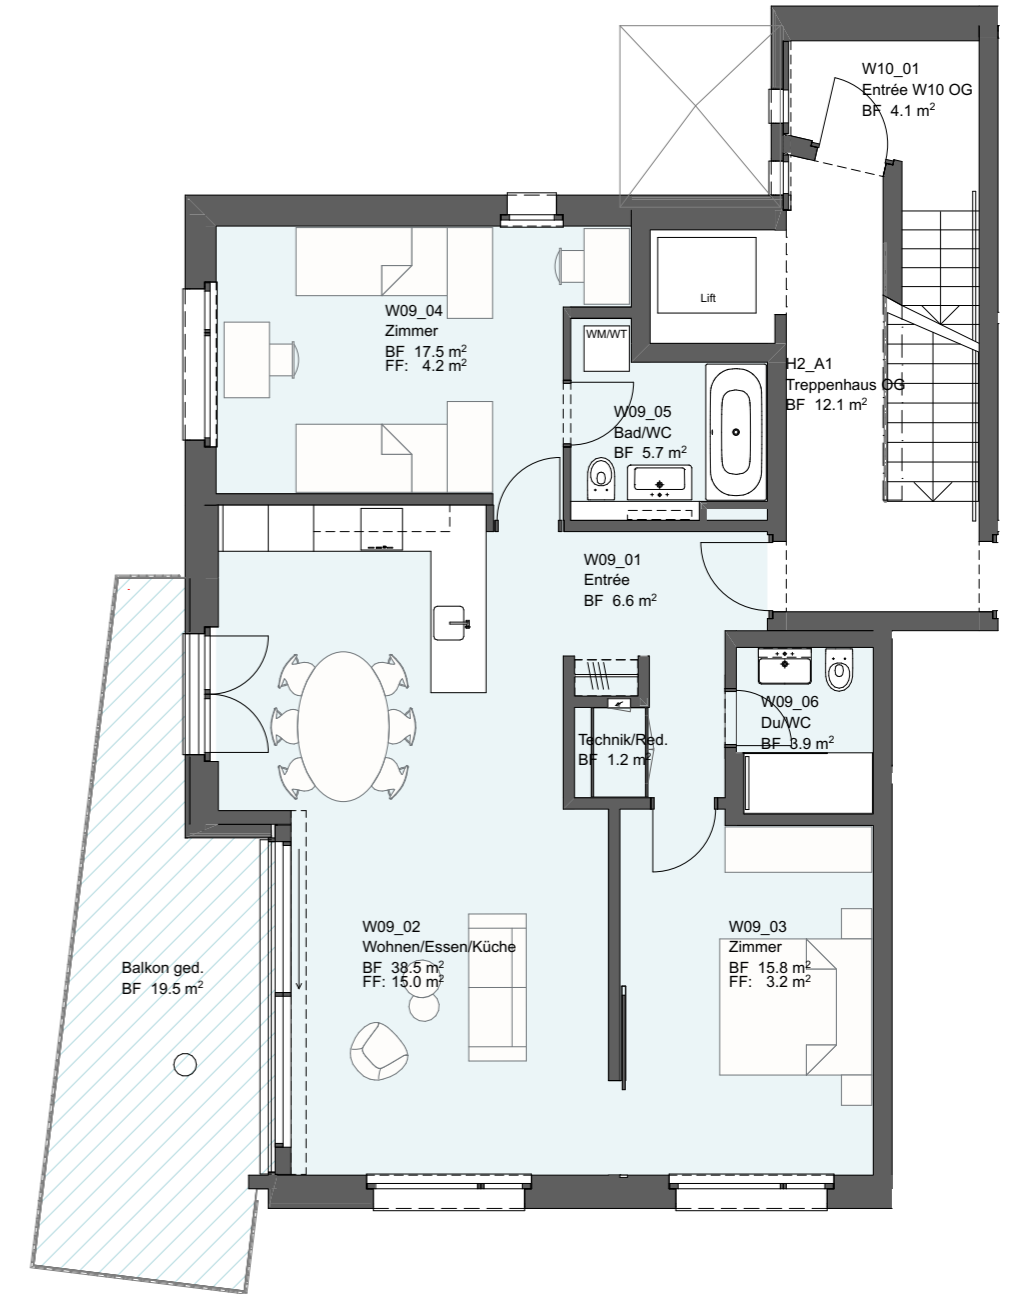 W10_01
Entrée W10 OG
BF 4.1 m²
Lift
W09_04
Zimmer
BF 17.5 m²
FF: 4.2 m²
WM/WT
H2_A1
Treppenhaus OG
BF 12.1 m²
W09_05
Bad/WC
BF 5.7 m²
W09_01
Entrée
BF 6.6 m²
W09_06
Du/WC
BF 3.9 m²
Technik/Red.
BF 1.2 m²
W09_02
Wohnen/Essen/Küche
BF 38.5 m²
FF: 15.0 m²
W09_03
Zimmer
BF 15.8 m²
FF: 3.2 m²
Balkon ged.
BF 19.5 m²